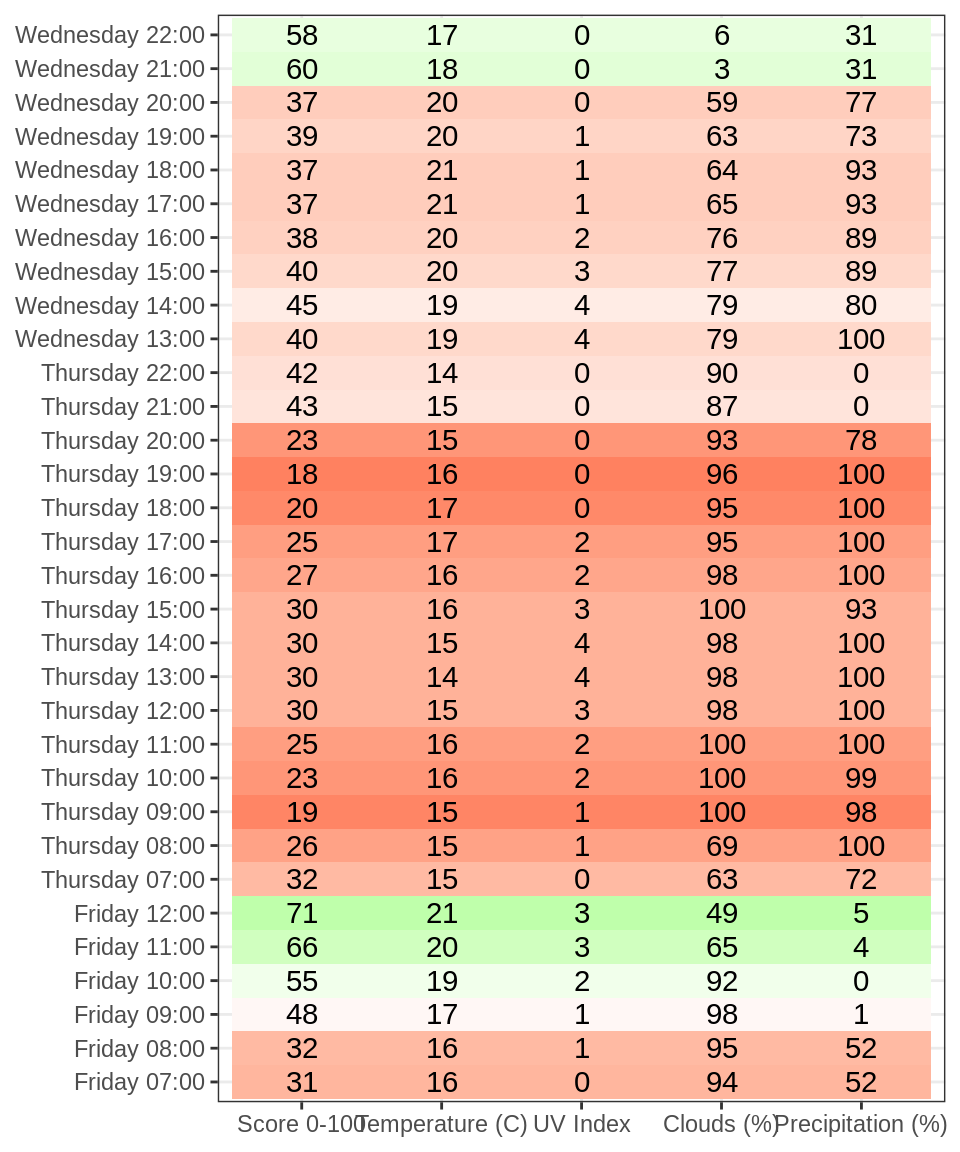 Wednesday 22:00 58 17 0 6 31
Wednesday 21:00 60 18 0 3 31
Wednesday 20:00 37 20 0 59 77
Wednesday 19:00 39 20 1 63 73
Wednesday 18:00 37 21 1 64 93
Wednesday 17:00 37 21 1 65 93
Wednesday 16:00 38 20 2 76 89
Wednesday 15:00 40 20 3 77 89
Wednesday 14:00 45 19 4 79 80
Wednesday 13:00 40 19 4 79 100
Thursday 22:00 42 14 0 90 0
Thursday 21:00 43 15 0 87 0
Thursday 20:00 23 15 0 93 78
Thursday 19:00 18 16 0 96 100
Thursday 18:00 20 17 0 95 100
Thursday 17:00 25 17 2 95 100
Thursday 16:00 27 16 2 98 100
Thursday 15:00 30 16 3 100 93
Thursday 14:00 30 15 4 98 100
Thursday 13:00 30 14 4 98 100
Thursday 12:00 30 15 3 98 100
Thursday 11:00 25 16 2 100 100
Thursday 10:00 23 16 2 100 99
Thursday 09:00 19 15 1 100 98
Thursday 08:00 26 15 1 69 100
Thursday 07:00 32 15 0 63 72
Friday 12:00 71 21 3 49 5
Friday 11:00 66 20 3 65 4
Friday 10:00 55 19 2 92 0
Friday 09:00 48 17 1 98 1
Friday 08:00 32 16 1 95 52
Friday 07:00 31 16 0 94 52
Score 0-100 Temperature (C) UV Index Clouds (%) Precipitation (%)